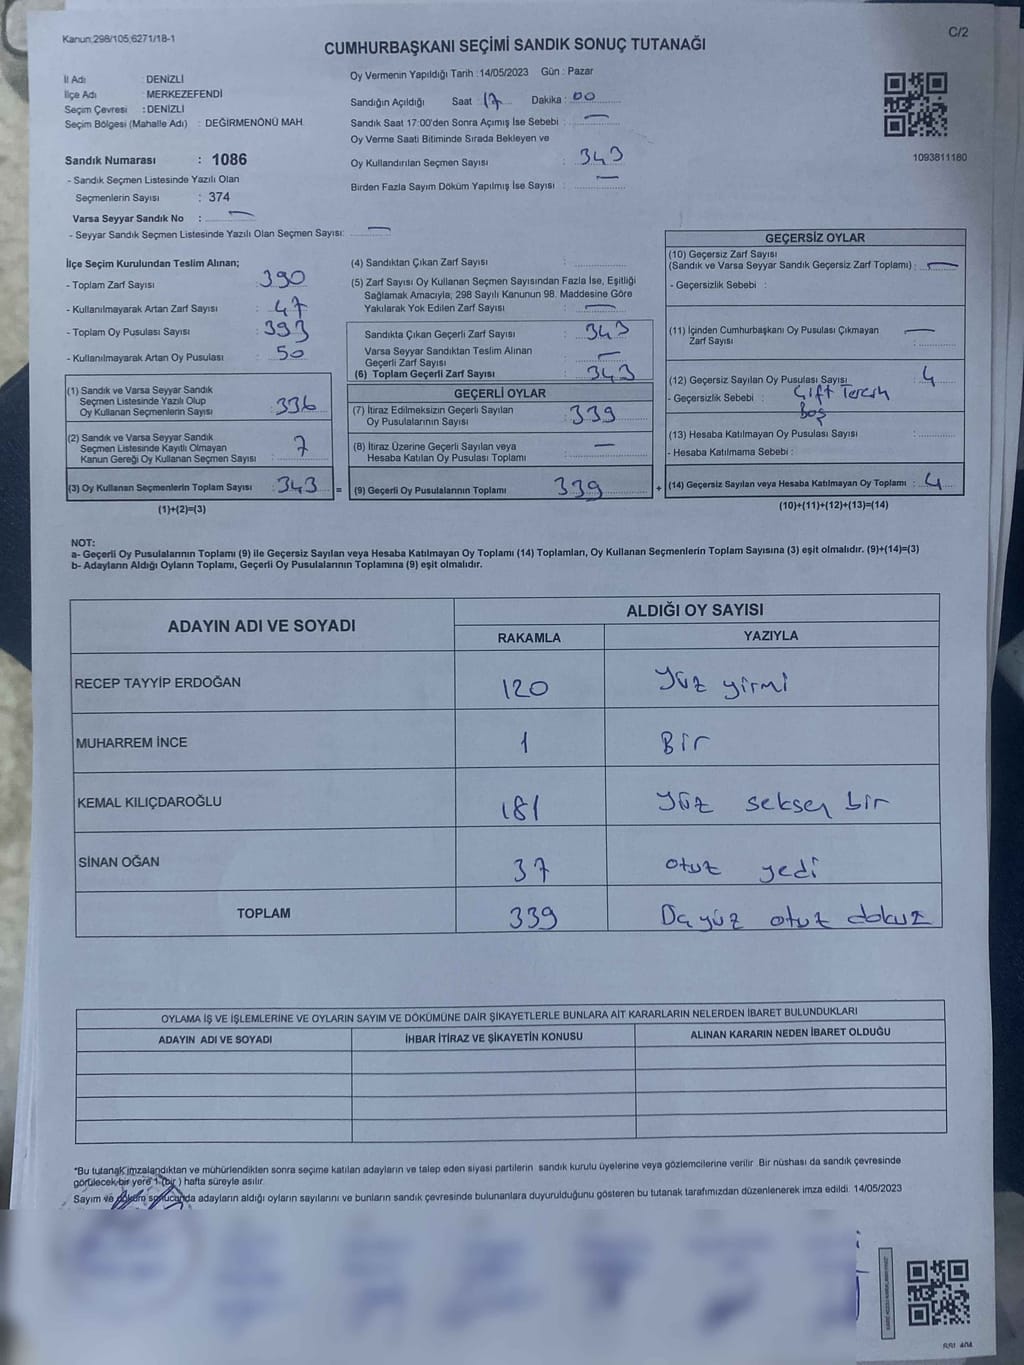 Kanun;298/105;6271/18-1
C/2
CUMHURBAŞKANI SEÇİMİ SANDIK SONUÇ TUTANAĞI
İl Adı : DENİZLİ
İlçe Adı : MERKEZEFENDİ
Seçim Çevresi : DENİZLİ
Seçim Bölgesi (Mahalle Adı) : DEĞİRMENÖNÜ MAH.
Sandık Numarası : 1086
- Sandık Seçmen Listesinde Yazılı Olan
Seçmenlerin Sayısı : 374
Varsa Seyyar Sandık No : —
- Seyyar Sandık Seçmen Listesinde Yazılı Olan Seçmen Sayısı: —
Oy Vermenin Yapıldığı Tarih :14/05/2023 Gün : Pazar
Sandığın Açıldığı Saat 17 Dakika : 00
Sandık Saat 17:00'den Sonra Açımış İse Sebebi : —
Oy Verme Saati Bitiminde Sırada Bekleyen ve
Oy Kullandırılan Seçmen Sayısı : 343
Birden Fazla Sayım Döküm Yapılmış İse Sayısı : —
1093811180
İlçe Seçim Kurulundan Teslim Alınan;
- Toplam Zarf Sayısı : 390
- Kullanılmayarak Artan Zarf Sayısı : 47
- Toplam Oy Pusulası Sayısı : 393
- Kullanılmayarak Artan Oy Pusulası : 50
(1) Sandık ve Varsa Seyyar Sandık
Seçmen Listesinde Yazılı Olup
Oy Kullanan Seçmenlerin Sayısı : 336
(2) Sandık ve Varsa Seyyar Sandık
Seçmen Listesinde Kayıtlı Olmayan
Kanun Gereği Oy Kullanan Seçmen Sayısı : 7
(3) Oy Kullanan Seçmenlerin Toplam Sayısı : 343
(1)+(2)=(3)
(4) Sandıktan Çıkan Zarf Sayısı :
(5) Zarf Sayısı Oy Kullanan Seçmen Sayısından Fazla İse, Eşitliği
Sağlamak Amacıyla, 298 Sayılı Kanunun 98. Maddesine Göre
Yakılarak Yok Edilen Zarf Sayısı : —
Sandıkta Çıkan Geçerli Zarf Sayısı : 343
Varsa Seyyar Sandıktan Teslim Alınan
Geçerli Zarf Sayısı : —
(6) Toplam Geçerli Zarf Sayısı : 343
GEÇERLİ OYLAR
(7) İtiraz Edilmeksizin Geçerli Sayılan
Oy Pusulalarının Sayısı : 339
(8) İtiraz Üzerine Geçerli Sayılan veya
Hesaba Katılan Oy Pusulası Toplamı : —
= (9) Geçerli Oy Pusulalarının Toplamı 339 +
GEÇERSİZ OYLAR
(10) Geçersiz Zarf Sayısı
(Sandık ve Varsa Seyyar Sandık Geçersiz Zarf Toplamı) : —
- Geçersizlik Sebebi :
(11) İçinden Cumhurbaşkanı Oy Pusulası Çıkmayan
Zarf Sayısı : —
(12) Geçersiz Sayılan Oy Pusulası Sayısı 4
- Geçersizlik Sebebi : Çift Tercih
Boş
(13) Hesaba Katılmayan Oy Pusulası Sayısı :
- Hesaba Katılmama Sebebi :
(14) Geçersiz Sayılan veya Hesaba Katılmayan Oy Toplamı : 4
(10)+(11)+(12)+(13)=(14)
NOT:
a- Geçerli Oy Pusulalarının Toplamı (9) ile Geçersiz Sayılan veya Hesaba Katılmayan Oy Toplamı (14) Toplamları, Oy Kullanan Seçmenlerin Toplam Sayısına (3) eşit olmalıdır. (9)+(14)=(3)
b- Adayların Aldığı Oyların Toplamı, Geçerli Oy Pusulalarının Toplamına (9) eşit olmalıdır.
ADAYIN ADI VE SOYADI ALDIĞI OY SAYISI
RAKAMLA YAZIYLA
RECEP TAYYİP ERDOĞAN 120 Yüz yirmi
MUHARREM İNCE 1 Bir
KEMAL KILIÇDAROĞLU 181 Yüz seksen bir
SİNAN OĞAN 37 otuz yedi
TOPLAM 339 Üçyüz otuz dokuz
OYLAMA İŞ VE İŞLEMLERİNE VE OYLARIN SAYIM VE DÖKÜMÜNE DAİR ŞİKAYETLERLE BUNLARA AİT KARARLARIN NELERDEN İBARET BULUNDUKLARI
ADAYIN ADI VE SOYADI İHBAR İTİRAZ VE ŞİKAYETİN KONUSU ALINAN KARARIN NEDEN İBARET OLDUĞU
*Bu tutanak imzalandıktan ve mühürlendikten sonra seçime katılan adayların ve talep eden siyasi partilerin sandık kurulu üyelerine veya gözlemcilerine verilir. Bir nüshası da sandık çevresinde
görülecek bir yere 1 (bir) hafta süreyle asılır.
Sayım ve döküm sonucunda adayların aldığı oyların sayılarını ve bunların sandık çevresinde bulunanlara duyurulduğunu gösteren bu tutanak tarafımızdan düzenlenerek imza edildi. 14/05/2023